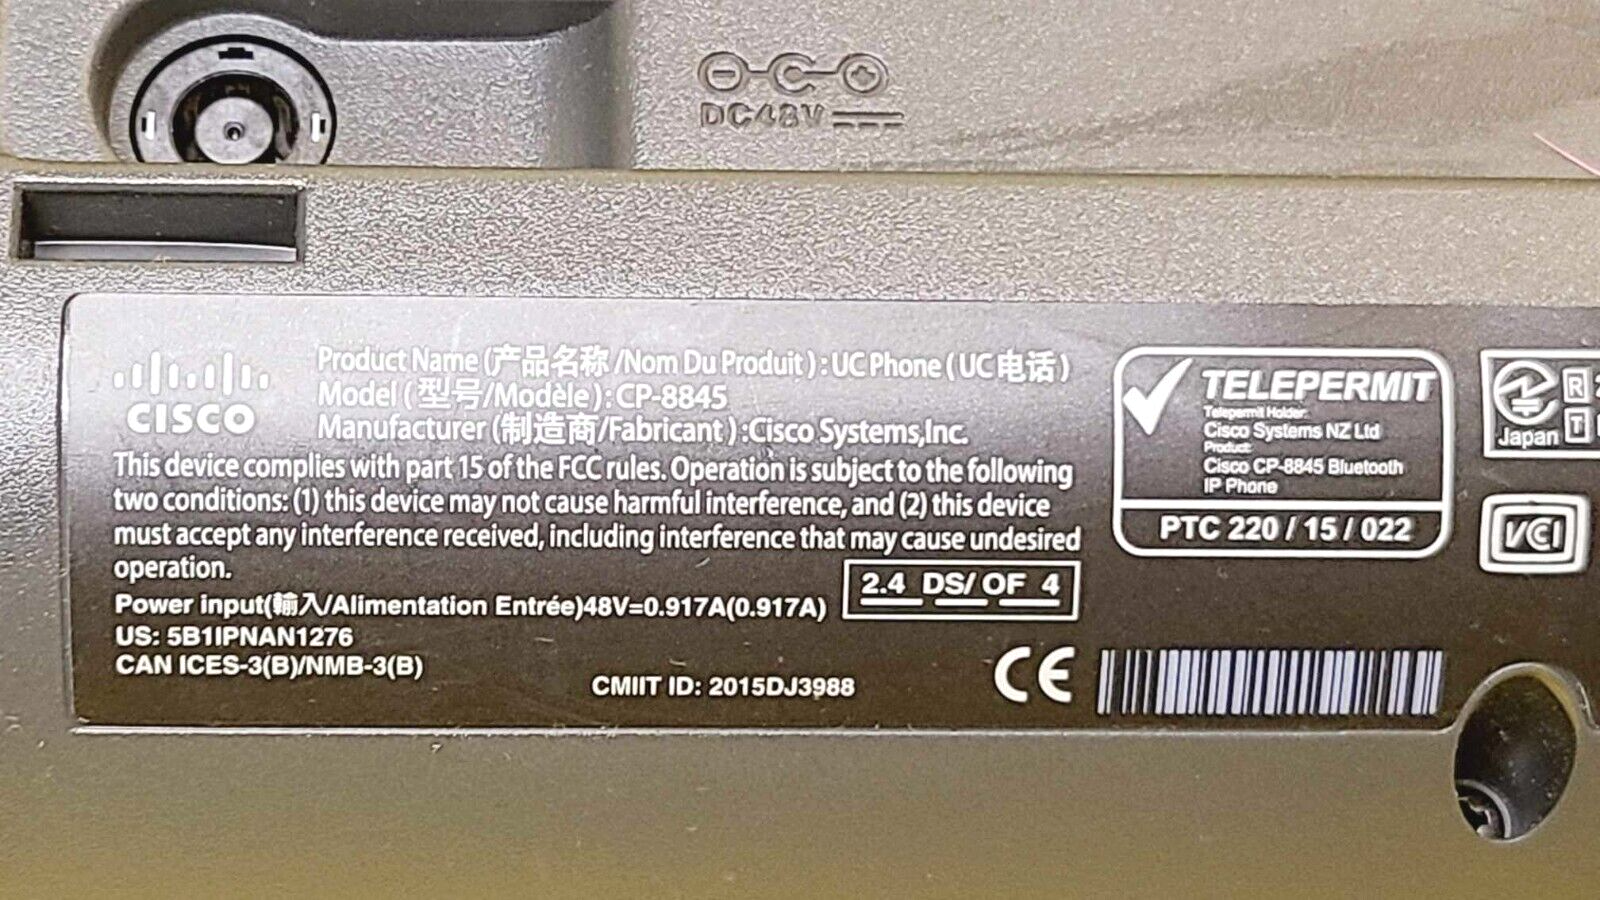 DC48V
CISCO
Product Name (产品名称/Nom Du Produit):UC Phone (UC电话)
Model (型号/Modèle): CP-8845
Manufacturer (制造商/Fabricant):Cisco Systems,Inc.
This device complies with part 15 of the FCC rules. Operation is subject to the following
two conditions: (1) this device may not cause harmful interference, and (2) this device
must accept any interference received, including interference that may cause undesired
operation.
Power input(輸入/Alimentation Entrée)48V=0.917A(0.917A)
2.4 DS/ OF 4
US: 5B1IPNAN1276
CAN ICES-3(B)/NMB-3(B)
CMIIT ID: 2015DJ3988
CE
TELEPERMIT
Telepermit Holder:
Cisco Systems NZ Ltd
Product:
Cisco CP-8845 Bluetooth
IP Phone
PTC 220 / 15 / 022
R
T
Japan
VCI